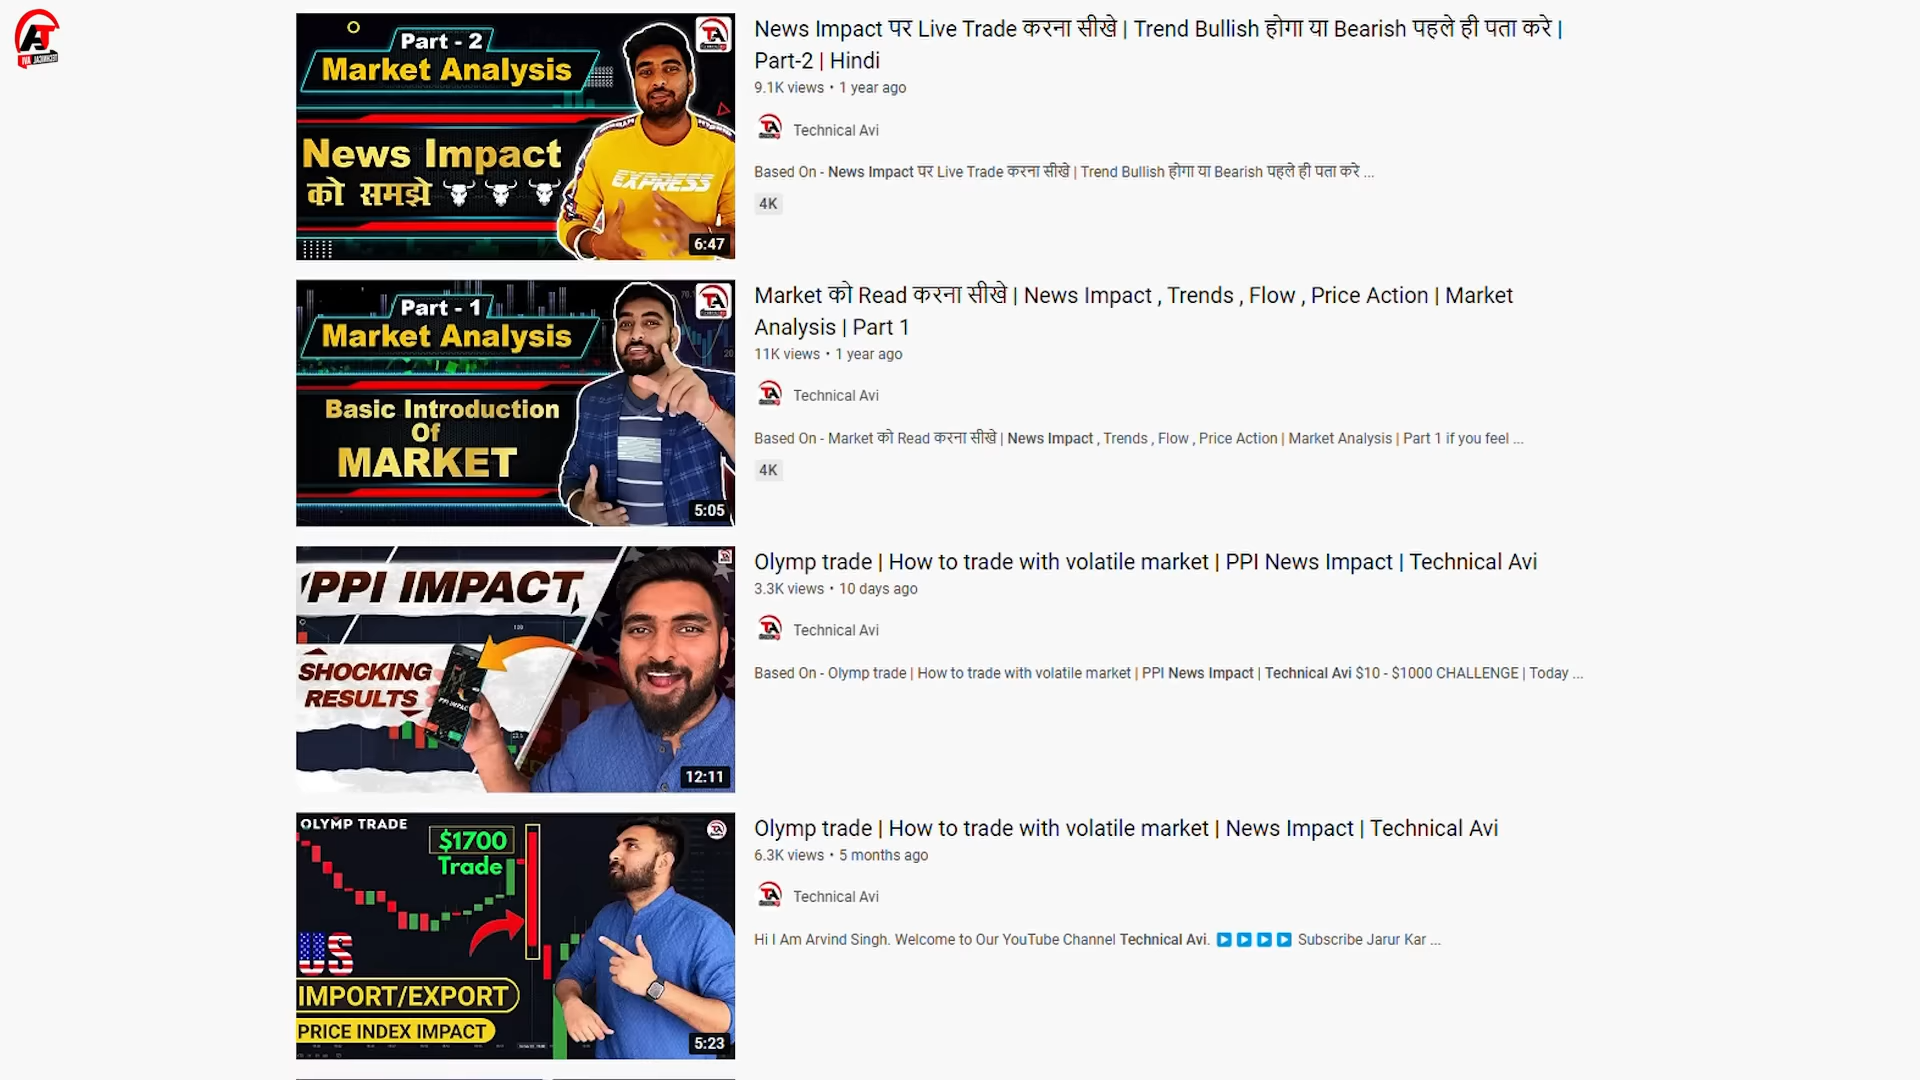 AT
Part - 2
Market Analysis
News Impact
को समझे
EXPRESS
TA
6:47
News Impact पर Live Trade करना सीखे | Trend Bullish होगा या Bearish पहले ही पता करे |
Part-2 | Hindi
9.1K views • 1 year ago
Technical Avi
Based On - News Impact पर Live Trade करना सीखे | Trend Bullish होगा या Bearish पहले ही पता करे ...
4K
Part - 1
Market Analysis
Basic Introduction
Of
MARKET
TA
5:05
Market को Read करना सीखे | News Impact , Trends , Flow , Price Action | Market
Analysis | Part 1
11K views • 1 year ago
Technical Avi
Based On - Market को Read करना सीखे | News Impact , Trends , Flow , Price Action | Market Analysis | Part 1 if you feel ...
4K
PPI IMPACT
SHOCKING
RESULTS
12:11
Olymp trade | How to trade with volatile market | PPI News Impact | Technical Avi
3.3K views • 10 days ago
Technical Avi
Based On - Olymp trade | How to trade with volatile market | PPI News Impact | Technical Avi $10 - $1000 CHALLENGE | Today ...
OLYMP TRADE
$1700
Trade
US
IMPORT/EXPORT
PRICE INDEX IMPACT
5:23
Olymp trade | How to trade with volatile market | News Impact | Technical Avi
6.3K views • 5 months ago
Technical Avi
Hi I Am Arvind Singh. Welcome to Our YouTube Channel Technical Avi. Subscribe Jarur Kar ...